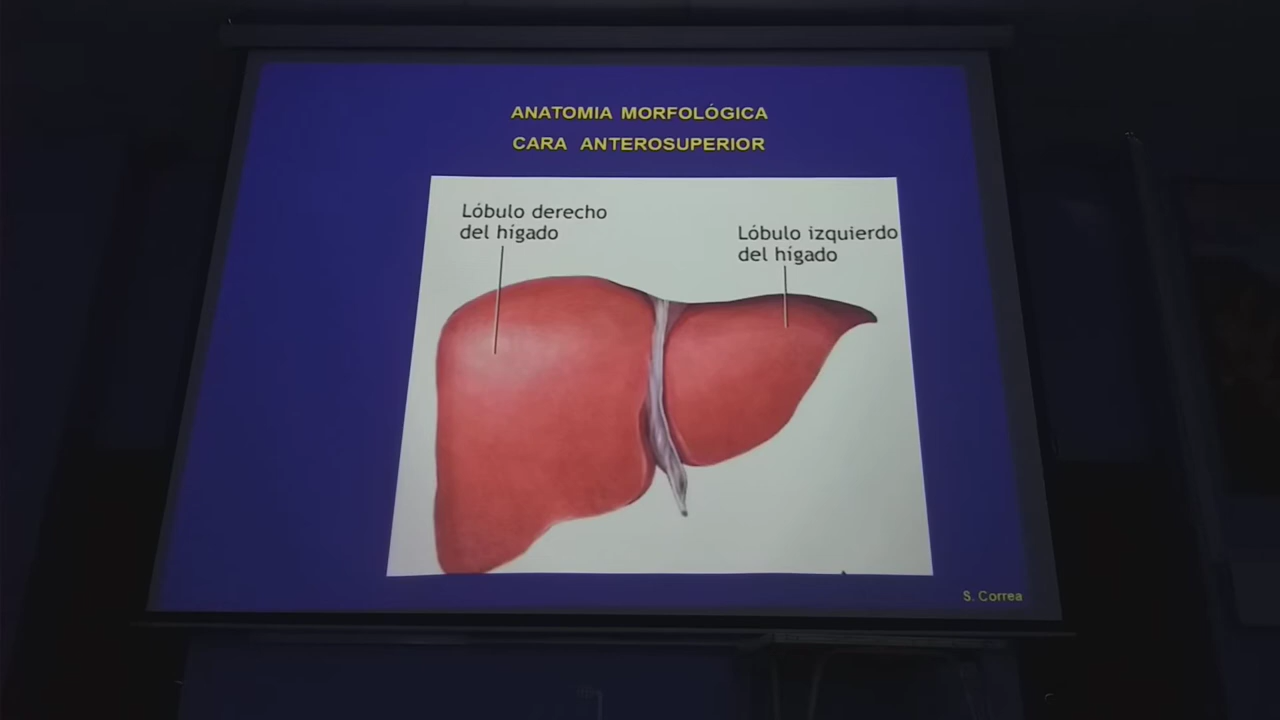 ANATOMIA MORFOLÓGICA
CARA ANTEROSUPERIOR
Lóbulo derecho
del hígado
Lóbulo izquierdo
del hígado
S. Correa